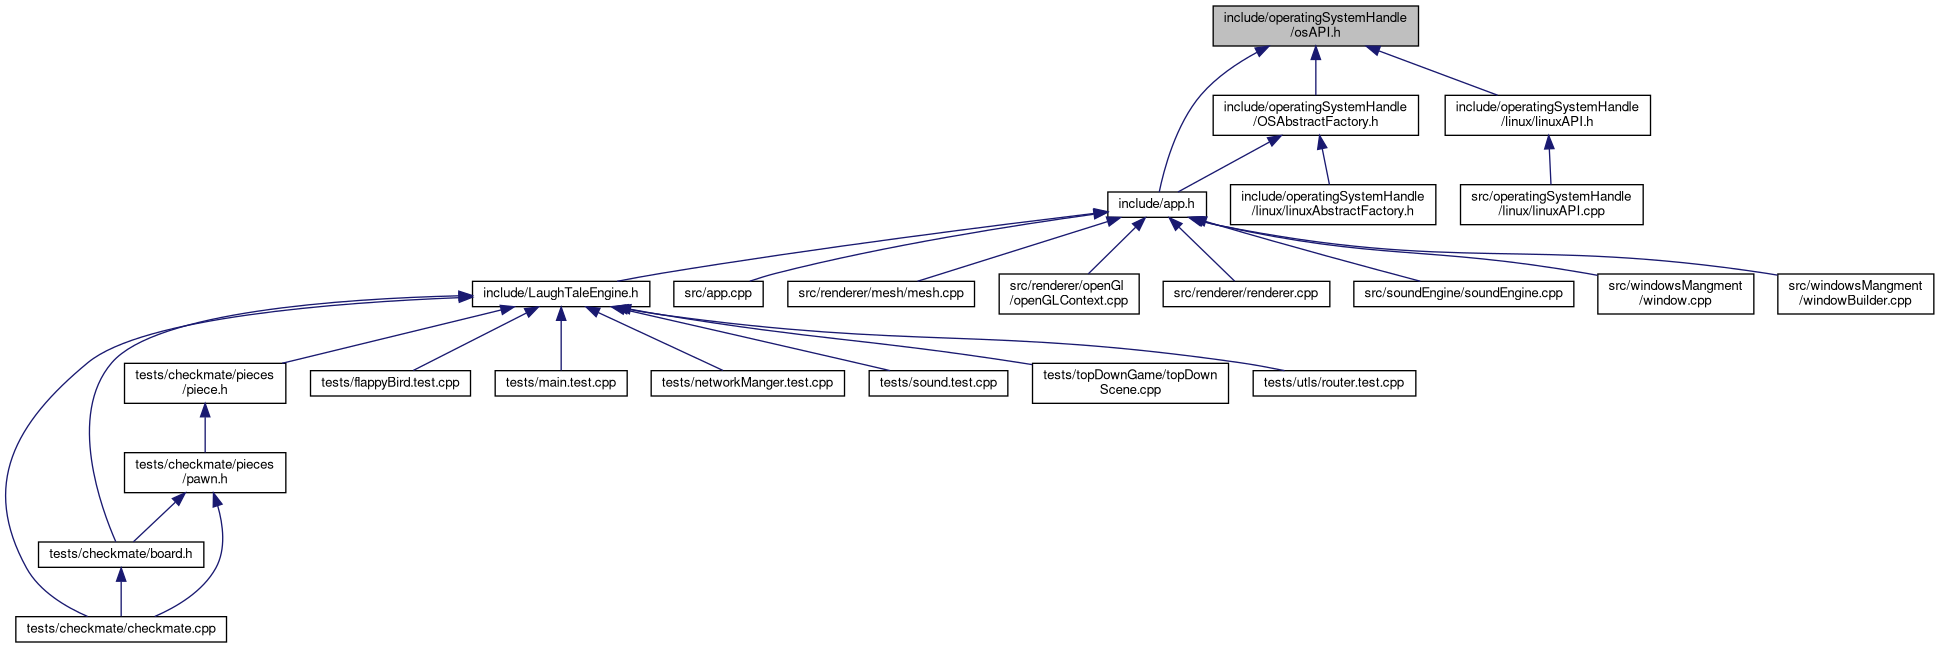 include/operatingSystemHandle
/osAPI.h
include/operatingSystemHandle
/OSAbstractFactory.h
include/operatingSystemHandle
/linux/linuxAPI.h
include/app.h
include/operatingSystemHandle
/linux/linuxAbstractFactory.h
src/operatingSystemHandle
/linux/linuxAPI.cpp
include/LaughTaleEngine.h
src/app.cpp
src/renderer/mesh/mesh.cpp
src/renderer/openGl
/openGLContext.cpp
src/renderer/renderer.cpp
src/soundEngine/soundEngine.cpp
src/windowsMangment
/window.cpp
src/windowsMangment
/windowBuilder.cpp
tests/checkmate/pieces
/piece.h
tests/flappyBird.test.cpp
tests/main.test.cpp
tests/networkManger.test.cpp
tests/sound.test.cpp
tests/topDownGame/topDown
Scene.cpp
tests/utls/router.test.cpp
tests/checkmate/pieces
/pawn.h
tests/checkmate/board.h
tests/checkmate/checkmate.cpp